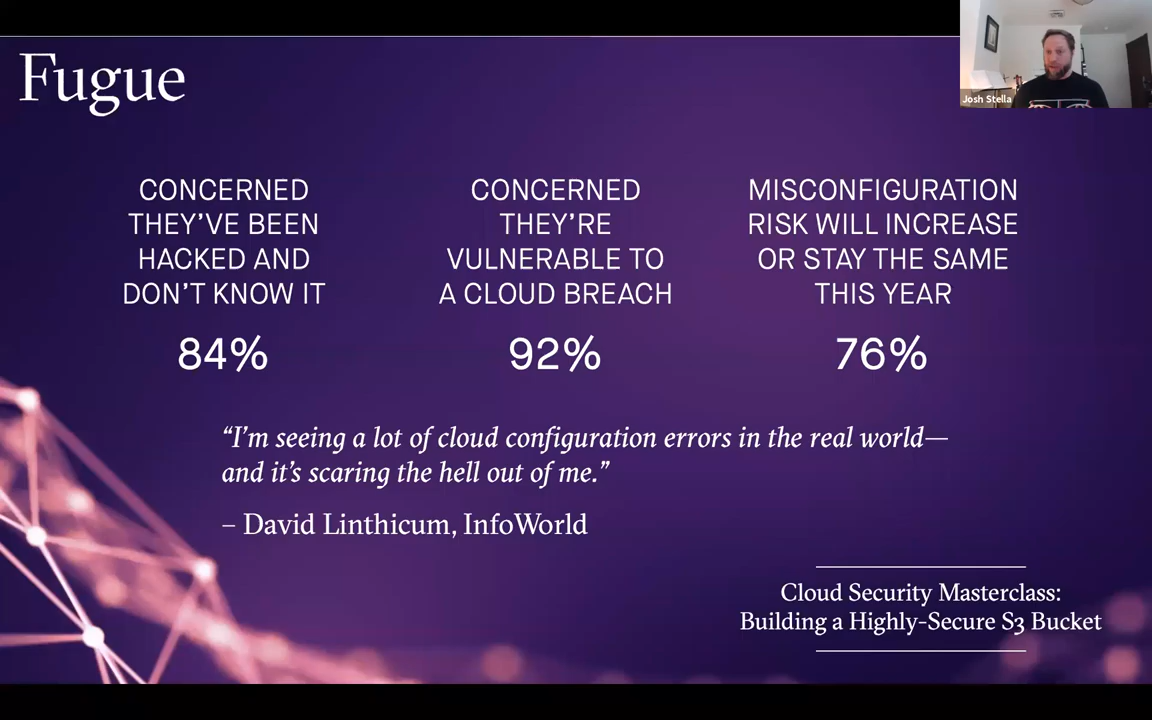 Fugue
Josh Stella
CONCERNED
THEY'VE BEEN
HACKED AND
DON'T KNOW IT
84%
CONCERNED
THEY'RE
VULNERABLE TO
A CLOUD BREACH
92%
MISCONFIGURATION
RISK WILL INCREASE
OR STAY THE SAME
THIS YEAR
76%
“I’m seeing a lot of cloud configuration errors in the real world—
and it’s scaring the hell out of me.”
– David Linthicum, InfoWorld
Cloud Security Masterclass:
Building a Highly-Secure S3 Bucket